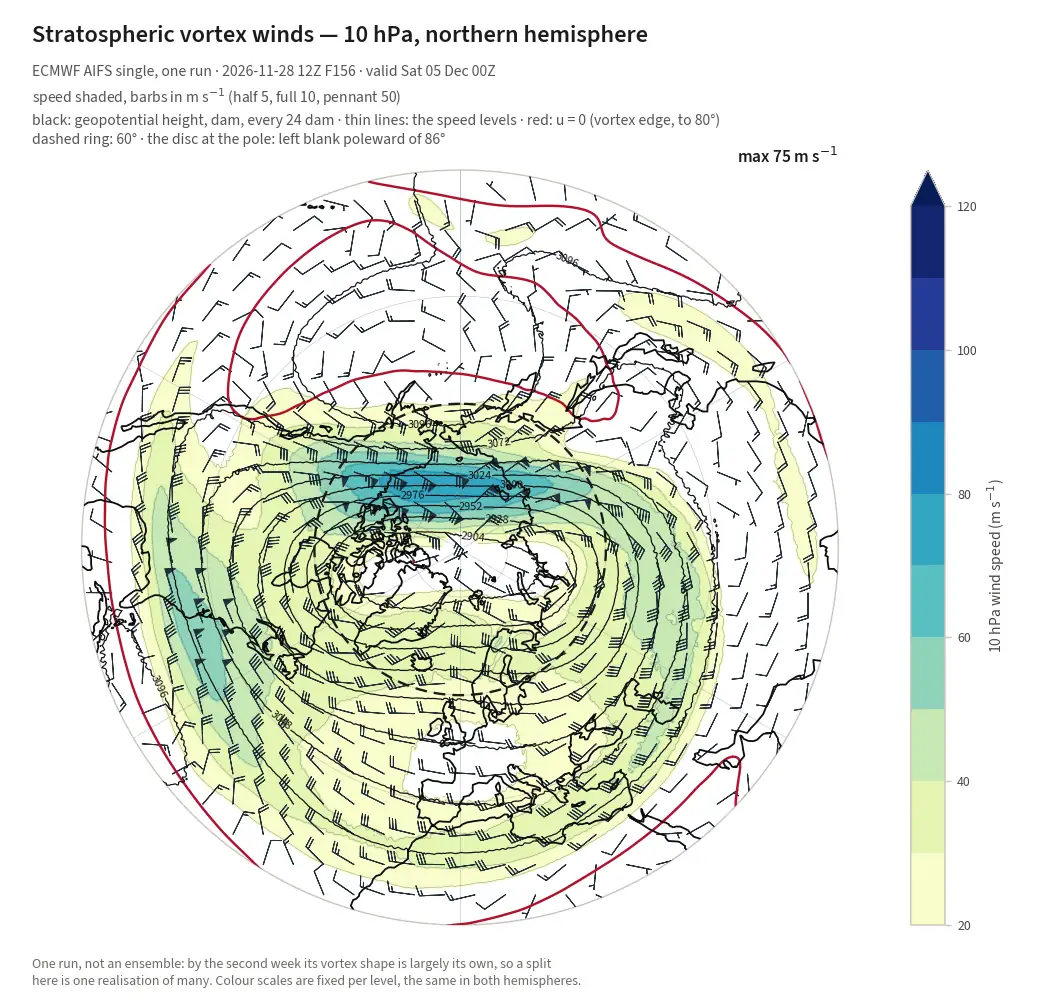 Stratospheric vortex winds — 10 hPa, northern hemisphere
ECMWF AIFS single, one run · 2026-11-28 12Z F156 · valid Sat 05 Dec 00Z
speed shaded, barbs in m s⁻¹ (half 5, full 10, pennant 50)
black: geopotential height, dam, every 24 dam · thin lines: the speed levels · red: u = 0 (vortex edge, to 80°)
dashed ring: 60° · the disc at the pole: left blank poleward of 86°
max 75 m s⁻¹
120
100
80
60
40
20
10 hPa wind speed (m s⁻¹)
3096
3072
3024
2976
2952
2928
2904
3096
One run, not an ensemble: by the second week its vortex shape is largely its own, so a split
here is one realisation of many. Colour scales are fixed per level, the same in both hemispheres.